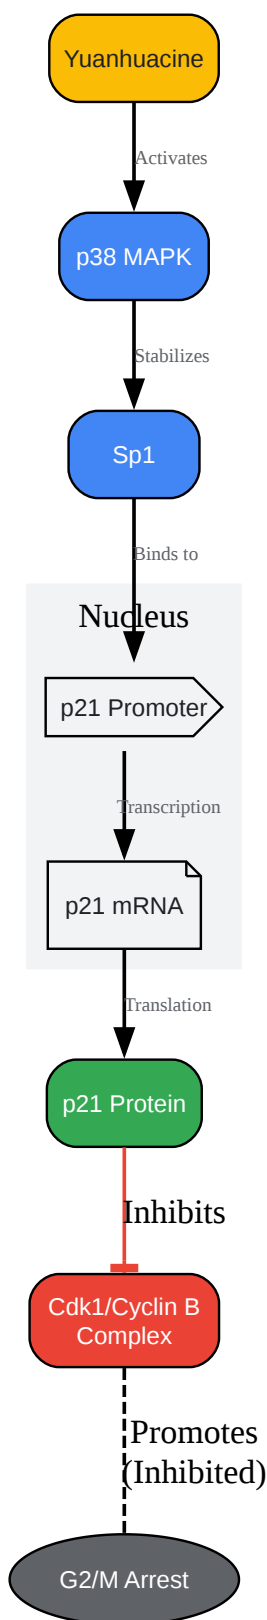 Yuanhuacine
Activates
p38 MAPK
Stabilizes
Sp1
Binds to
Nucleus
p21 Promoter
Transcription
p21 mRNA
Translation
p21 Protein
Inhibits
Cdk1/Cyclin B
Complex
Promotes
(Inhibited)
G2/M Arrest